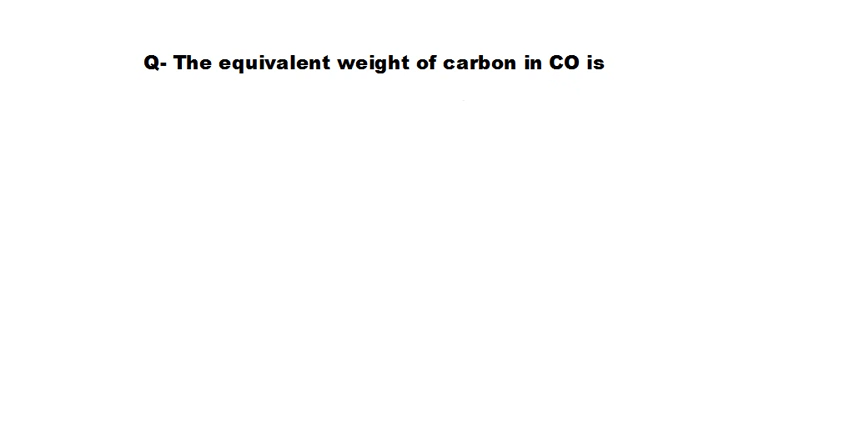 Q- The equivalent weight of carbon in CO is